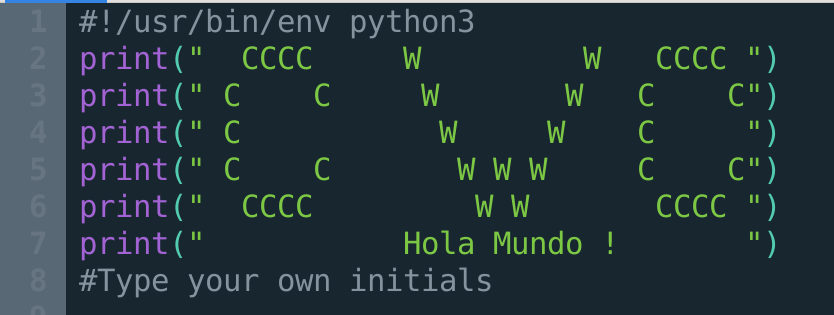 1 #!/usr/bin/env python3
2 print("  CCCC     W         W   CCCC ")
3 print(" C    C     W       W   C    C")
4 print(" C           W     W    C     ")
5 print(" C    C       W W W     C    C")
6 print("  CCCC         W W       CCCC ")
7 print("           Hola Mundo !       ")
8 #Type your own initials
9